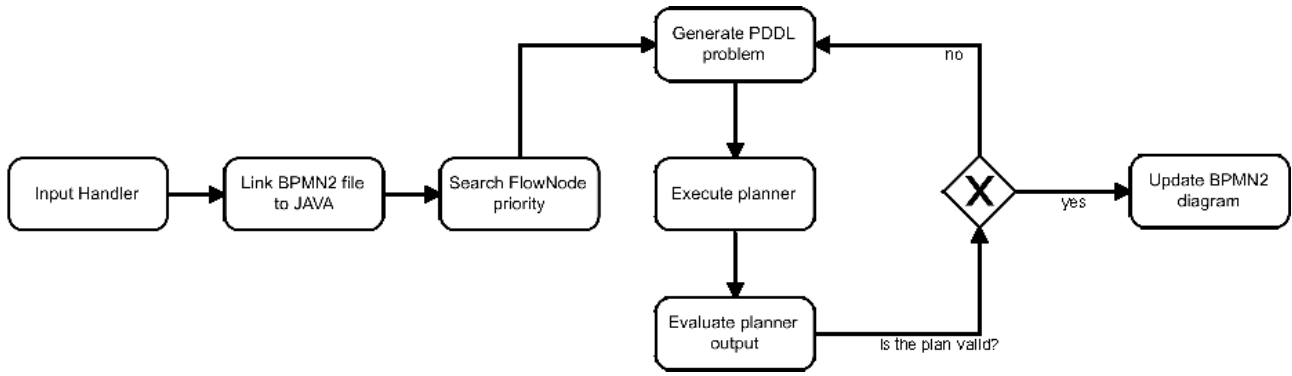 Generate PDDL
problem
no
Input Handler
Link BPMN2 file
to JAVA
Search FlowNode
priority
Execute planner
X
yes
Update BPMN2
diagram
Evaluate planner
output
Is the plan valid?